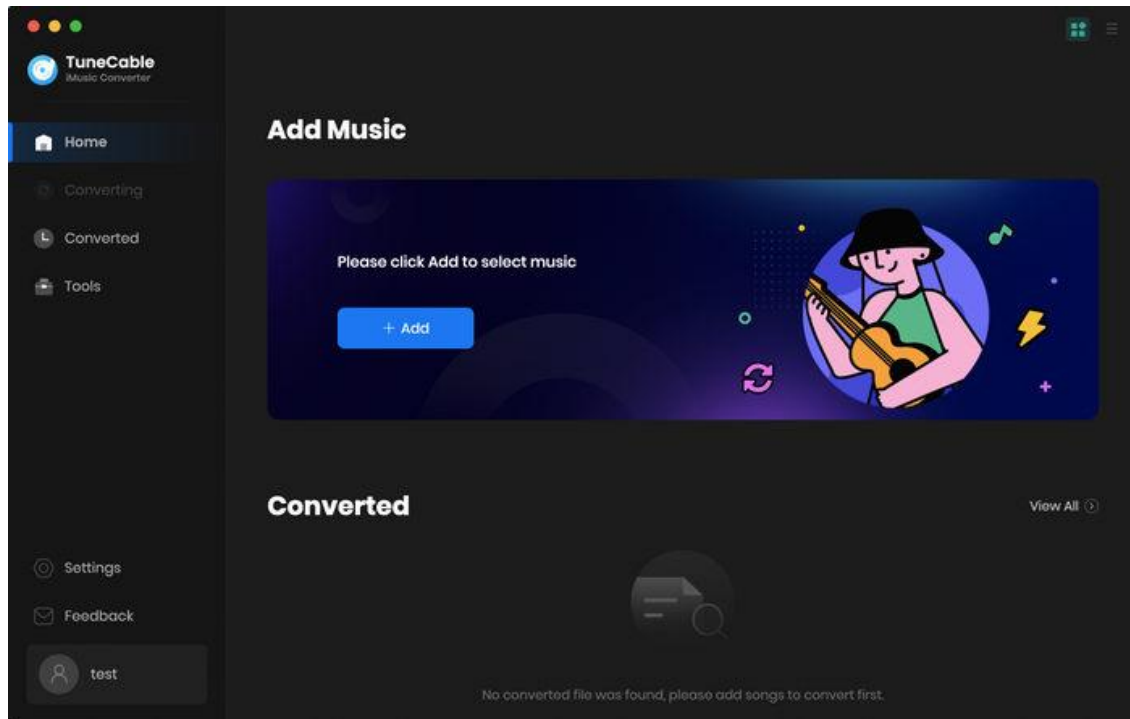 TuneCable
iMusic Converter
Home
Converting
Converted
Tools
Settings
Feedback
test
Add Music
Please click Add to select music
+ Add
Converted
View All
No converted file was found, please add songs to convert first.